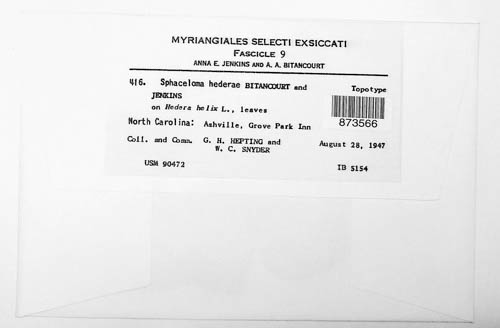 MYRIANGIALES SELECTI EXSICCATI
FASCICLE 9
ANNA E. JENKINS AND A. A. BITANCOURT
416. Sphaceloma hederae BITANCOURT and Topotype
JENKINS
on Hedera helix L., leaves
873566
North Carolina: Ashville, Grove Park Inn
Coll. and Comm. G. H. HEPTING and August 28, 1947
W. C. SNYDER
USM 90472 IB 5154